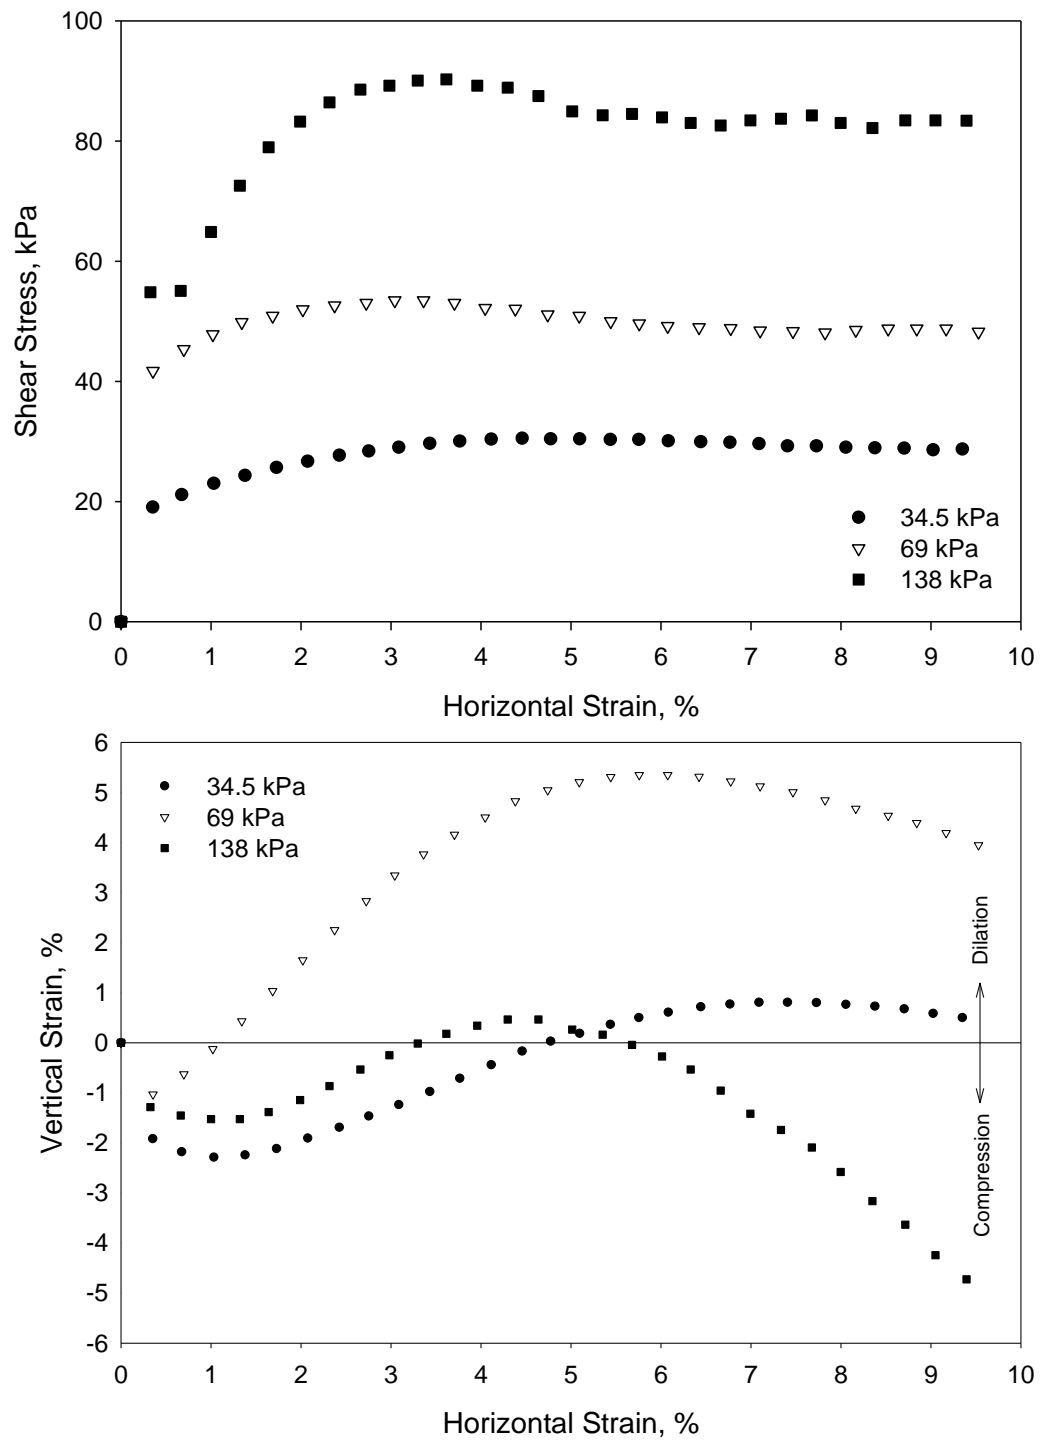 100
80
60
40
20
0
Shear Stress, kPa
34.5 kPa
69 kPa
138 kPa
0 1 2 3 4 5 6 7 8 9 10
Horizontal Strain, %
6
5
4
3
2
1
0
-1
-2
-3
-4
-5
-6
Vertical Strain, %
34.5 kPa
69 kPa
138 kPa
Dilation
Compression
0 1 2 3 4 5 6 7 8 9 10
Horizontal Strain, %